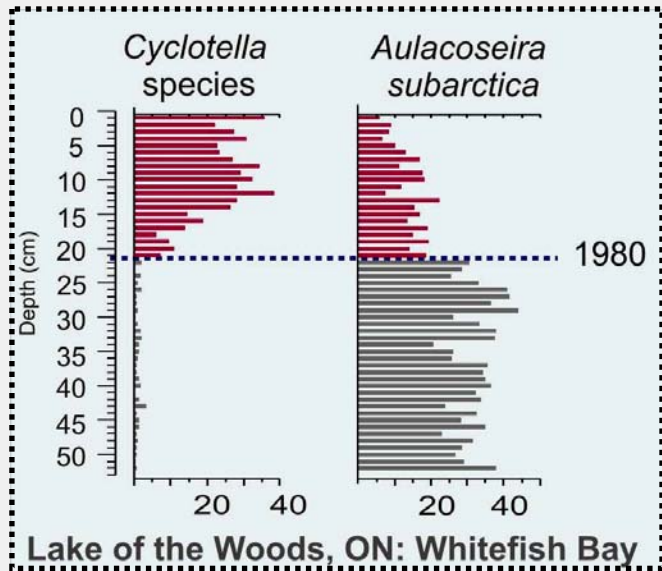 Cyclotella
species
Aulacoseira
subarctica
0
5
10
15
20
25
30
35
40
45
50
Depth (cm)
1980
20 40
20 40
Lake of the Woods, ON: Whitefish Bay